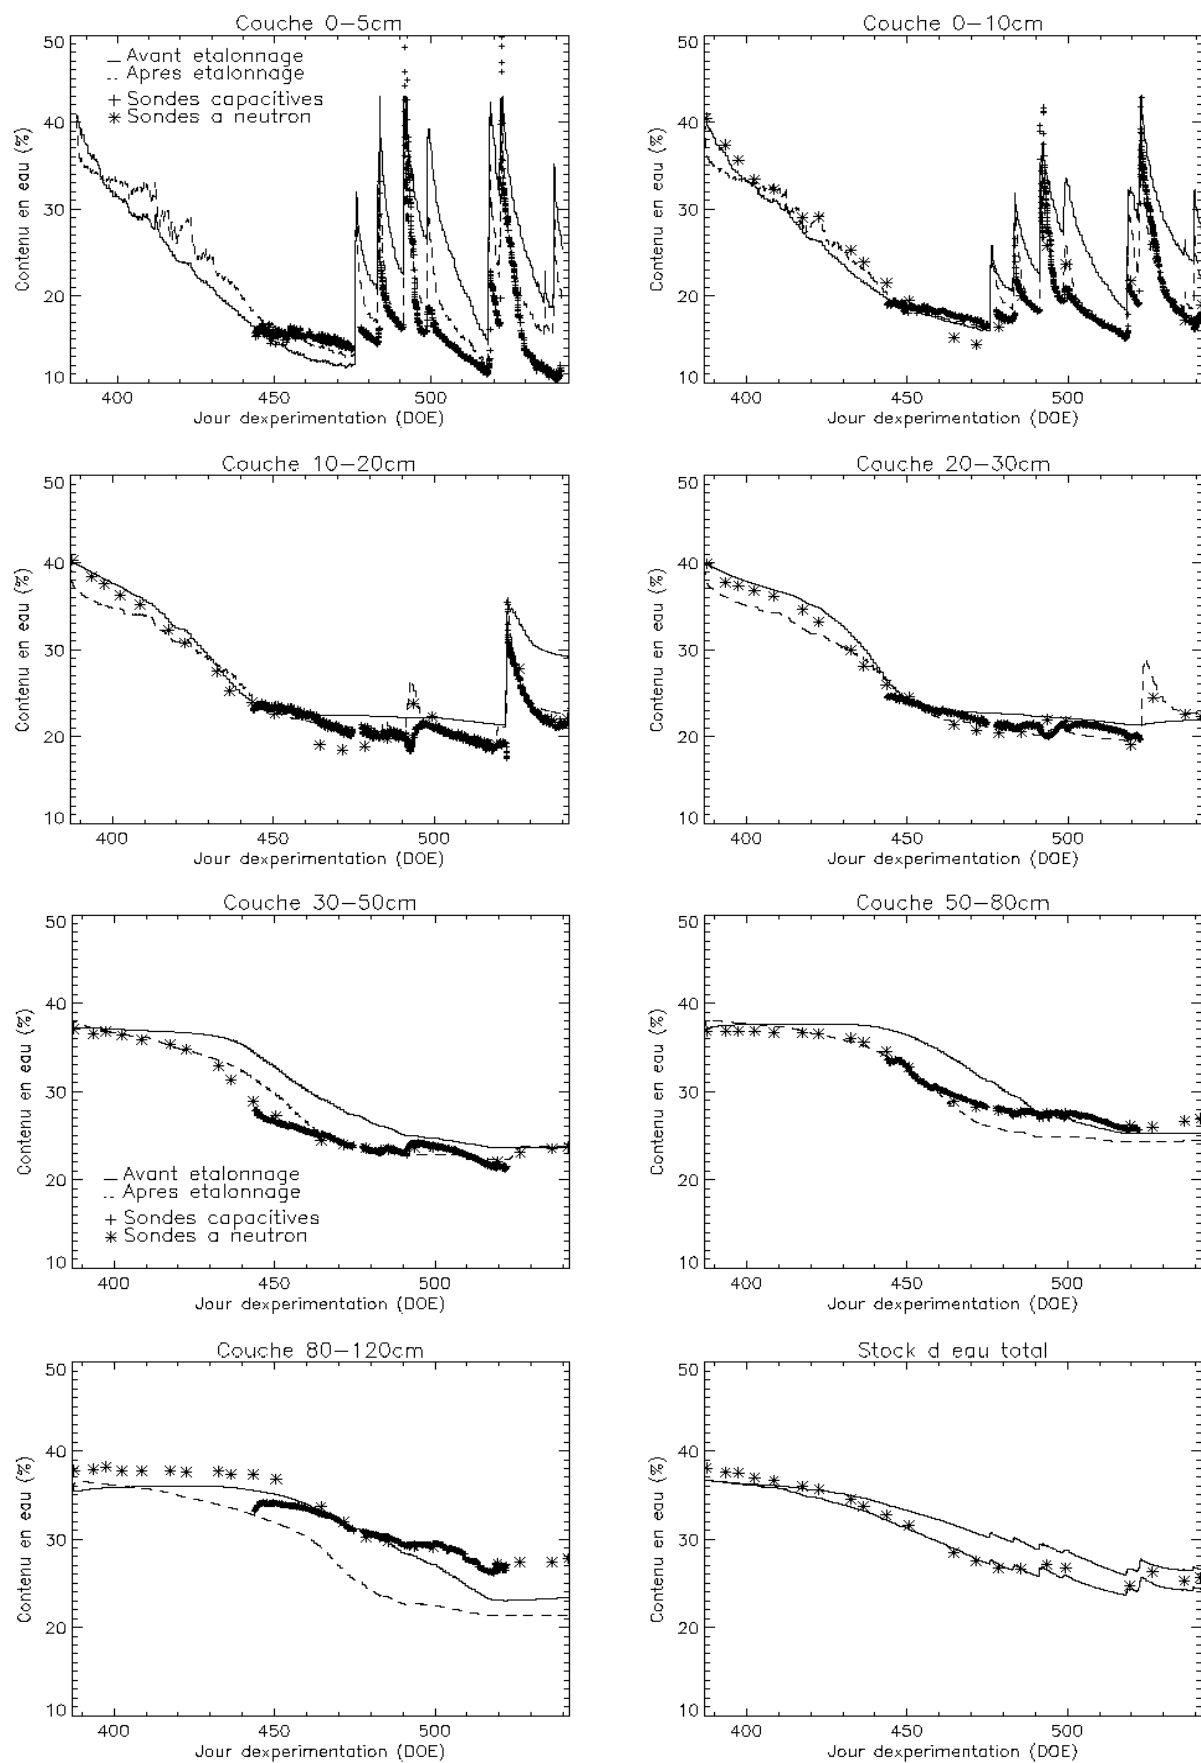 Couche 0-5cm
50
40
30
20
10
Contenu en eau (%)
Avant etalonnage
Apres etalonnage
Sondes capacitives
Sondes a neutron
400 450 500
Jour dexperimentation (DOE)
Couche 0-10cm
50
40
30
20
10
Contenu en eau (%)
400 450 500
Jour dexperimentation (DOE)
Couche 10-20cm
50
40
30
20
10
Contenu en eau (%)
400 450 500
Jour dexperimentation (DOE)
Couche 20-30cm
50
40
30
20
10
Contenu en eau (%)
400 450 500
Jour dexperimentation (DOE)
Couche 30-50cm
50
40
30
20
10
Contenu en eau (%)
Avant etalonnage
Apres etalonnage
Sondes capacitives
Sondes a neutron
400 450 500
Jour dexperimentation (DOE)
Couche 50-80cm
50
40
30
20
10
Contenu en eau (%)
400 450 500
Jour dexperimentation (DOE)
Couche 80-120cm
50
40
30
20
10
Contenu en eau (%)
400 450 500
Jour dexperimentation (DOE)
Stock d eau total
50
40
30
20
10
Contenu en eau (%)
400 450 500
Jour dexperimentation (DOE)